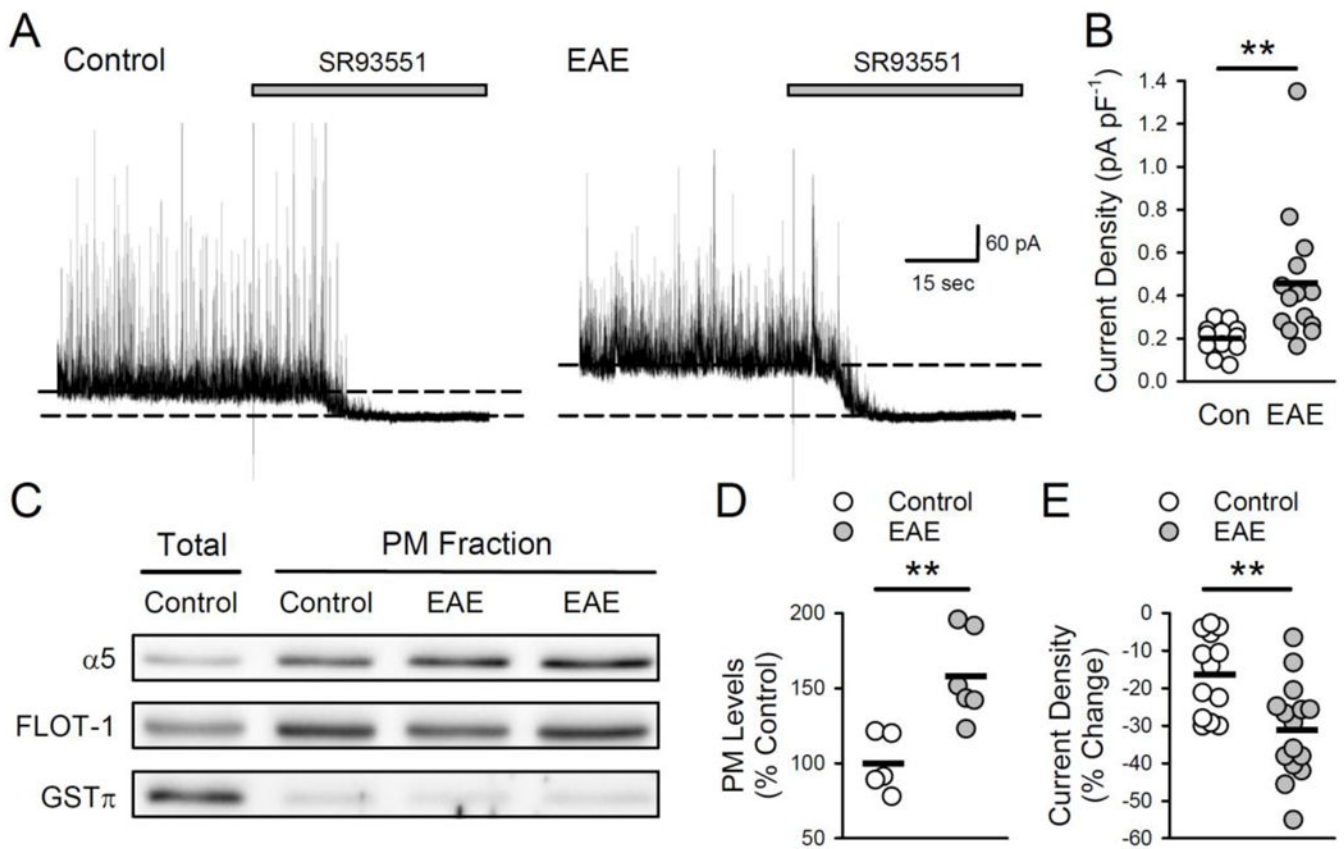 A
Control
SR93551
EAE
SR93551
60 pA
15 sec
B
**
Current Density (pA pF⁻¹)
1.4
1.2
1.0
0.8
0.6
0.4
0.2
0.0
Con EAE
C
Total PM Fraction
Control Control EAE EAE
α5
FLOT-1
GSTπ
D
Control
EAE
**
PM Levels
(% Control)
200
150
100
50
E
Control
EAE
**
Current Density
(% Change)
0
-10
-20
-30
-40
-50
-60